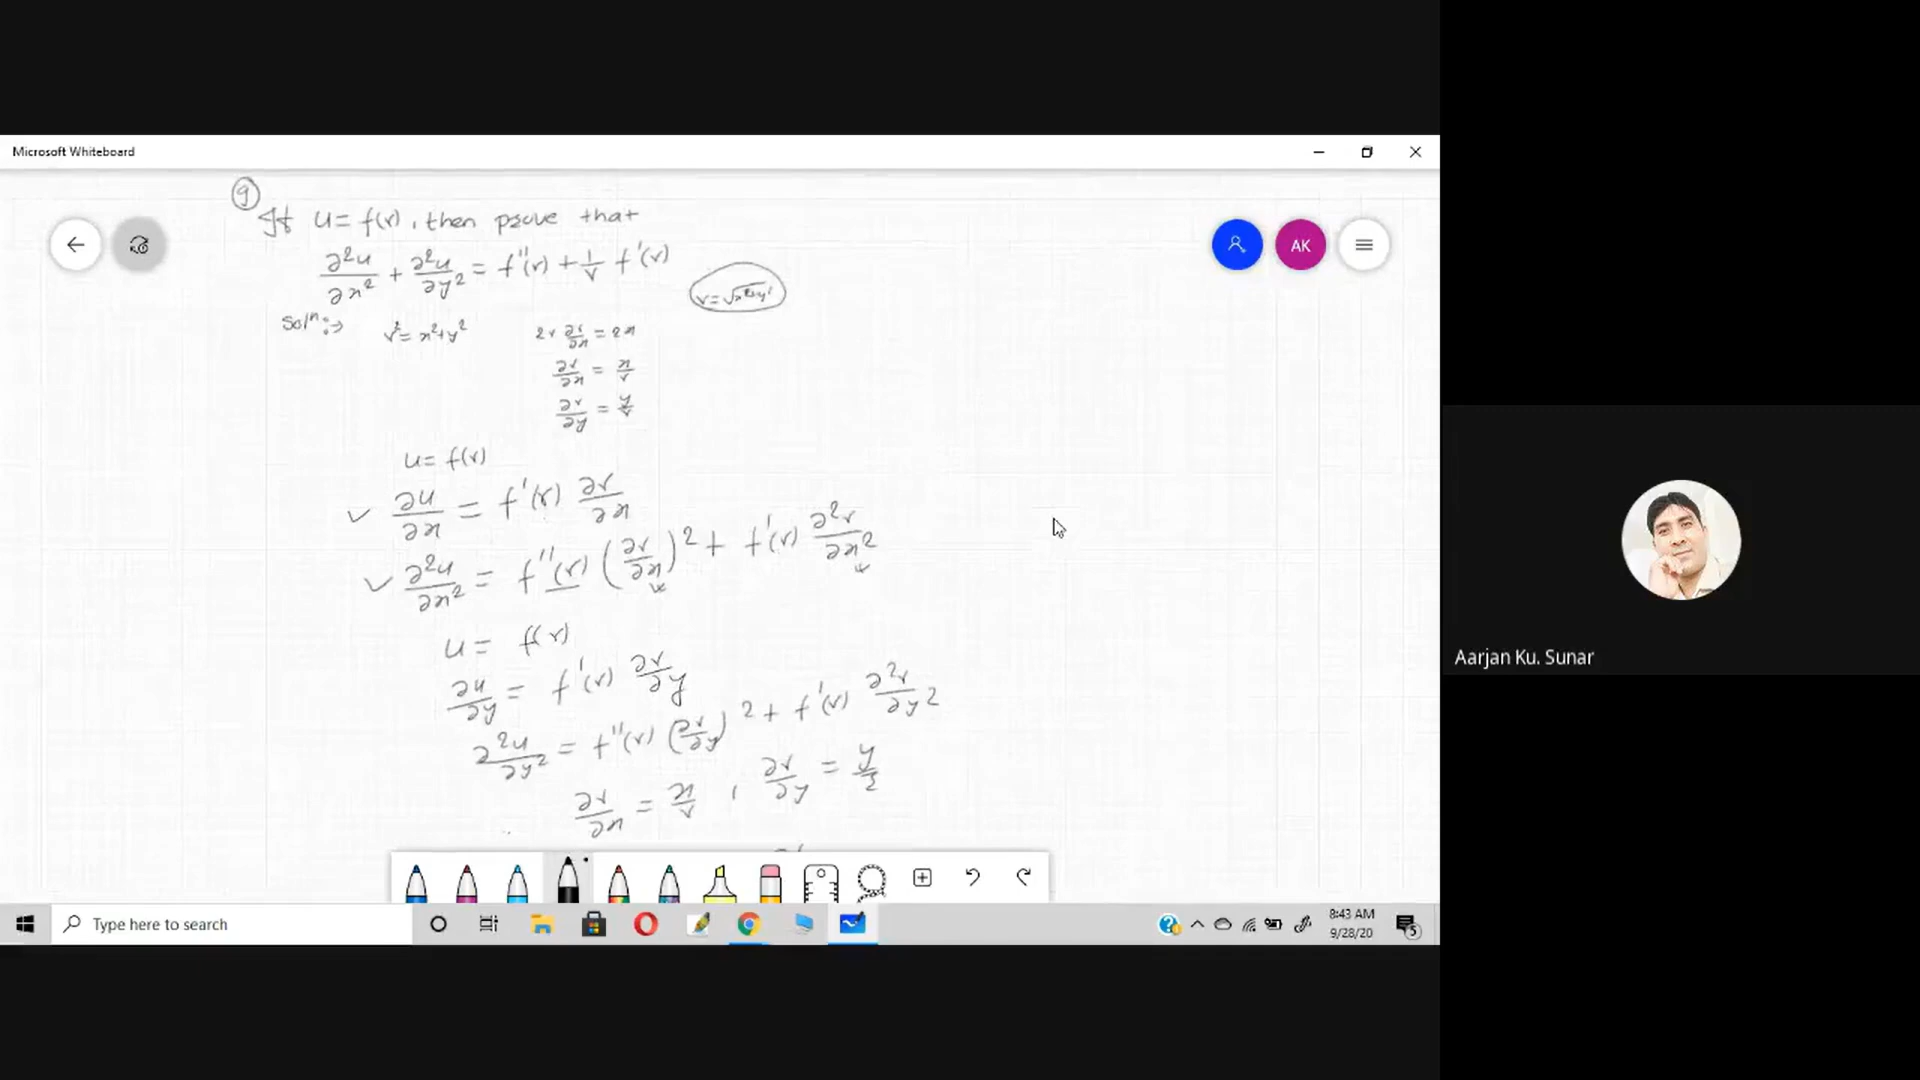 Microsoft Whiteboard
9
If u = f(r), then prove that
∂²u/∂x² + ∂²u/∂y² = f''(r) + 1/r f'(r)
r = √x²+y²
Solⁿ:⇒ r² = x²+y² 2r ∂r/∂x = 2x
∂r/∂x = x/r
∂r/∂y = y/r
u = f(r)
∂u/∂x = f'(r) ∂r/∂x
∂²u/∂x² = f''(r) (∂r/∂x)² + f'(r) ∂²r/∂x²
u = f(r)
∂u/∂y = f'(r) ∂r/∂y
∂²u/∂y² = f''(r) (∂r/∂y)² + f'(r) ∂²r/∂y²
∂r/∂x = x/r , ∂r/∂y =
AK
Aarjan Ku. Sunar
Type here to search
8:43 AM
9/28/20
5